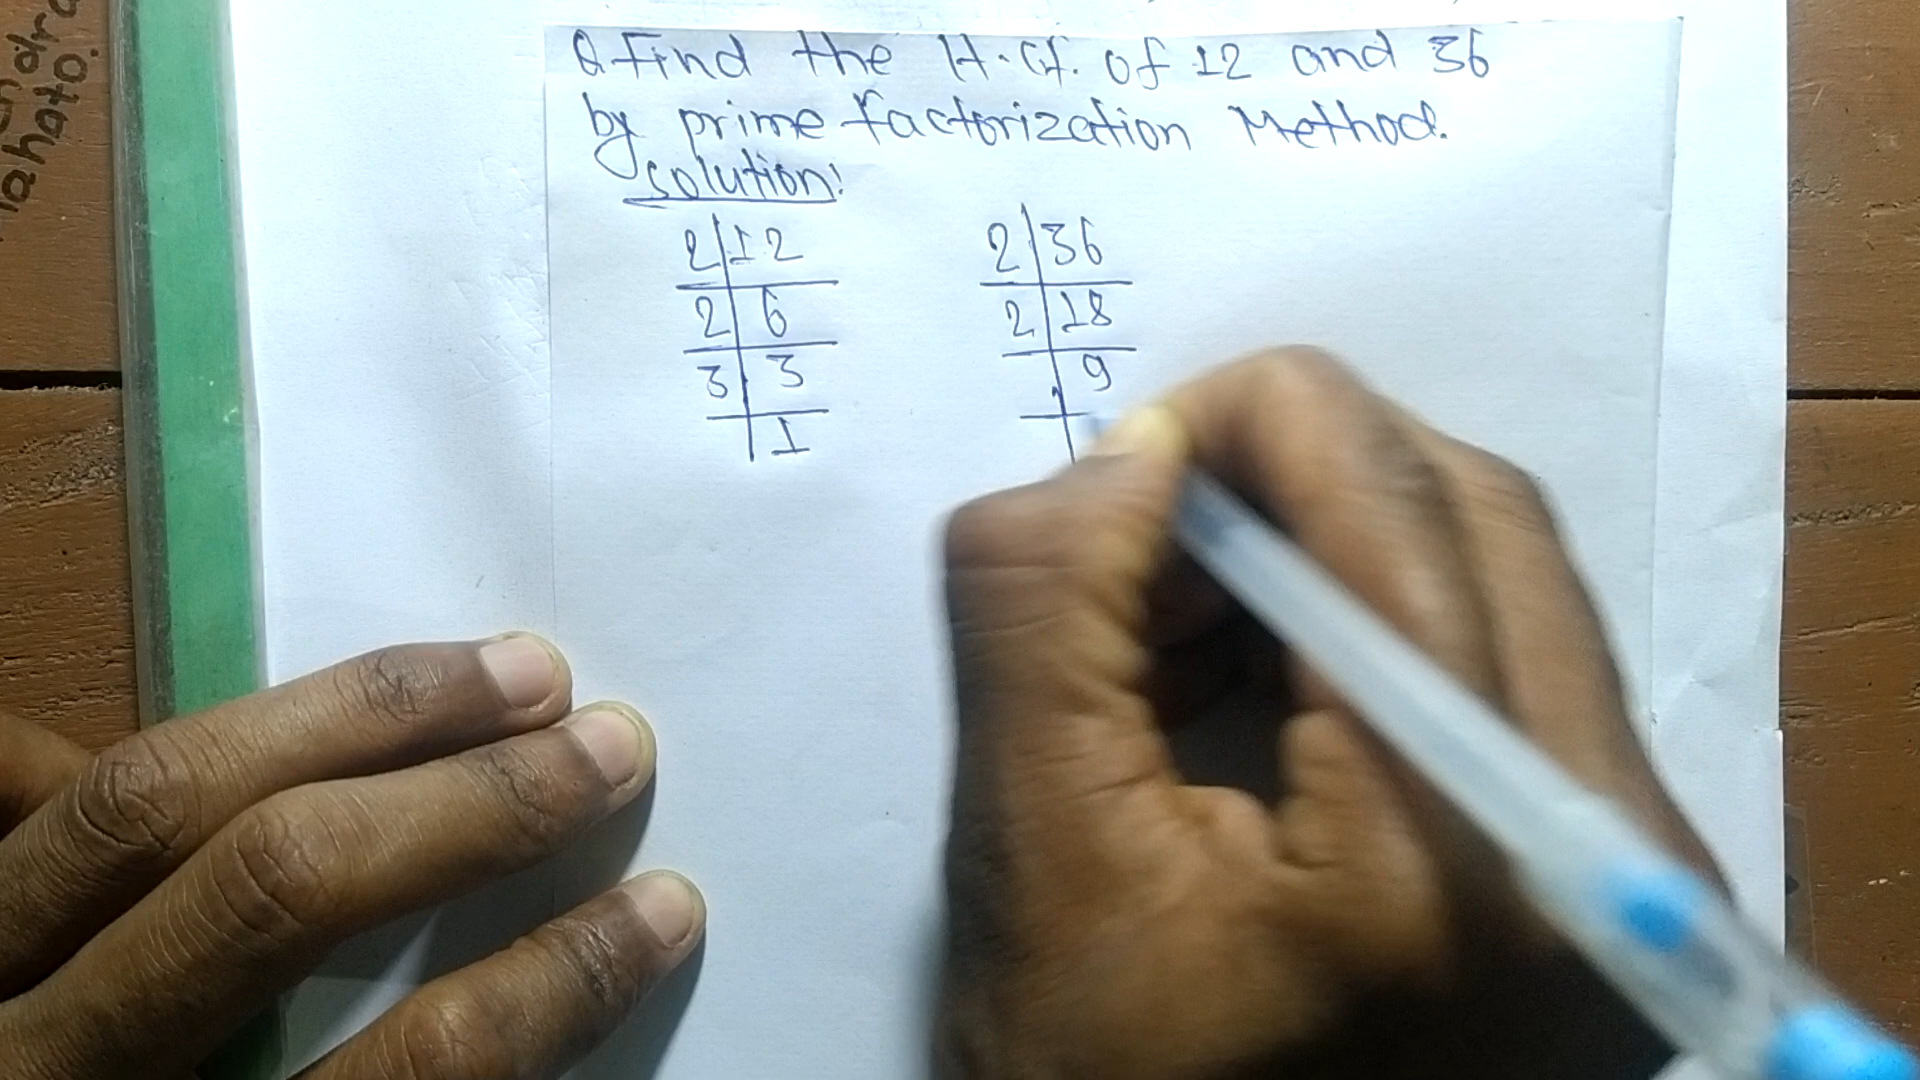 Q. Find the H.C.F. of 12 and 36
by prime factorization Method.
Solution:
2 12 2 36
2 6 2 18
3 3 9
1
ahato.